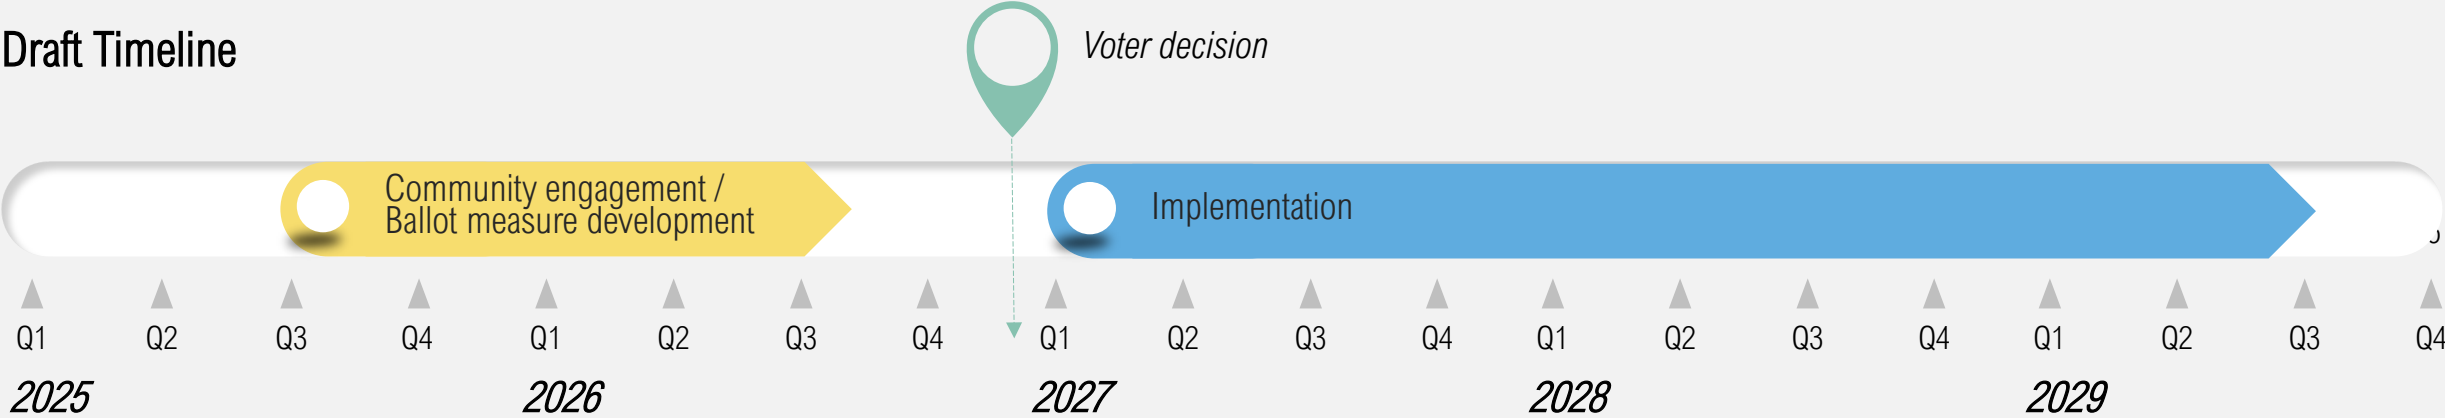 Draft Timeline
Voter decision
Community engagement /
Ballot measure development
Implementation
Q1 Q2 Q3 Q4 Q1 Q2 Q3 Q4 Q1 Q2 Q3 Q4 Q1 Q2 Q3 Q4 Q1 Q2 Q3 Q4
2025 2026 2027 2028 2029